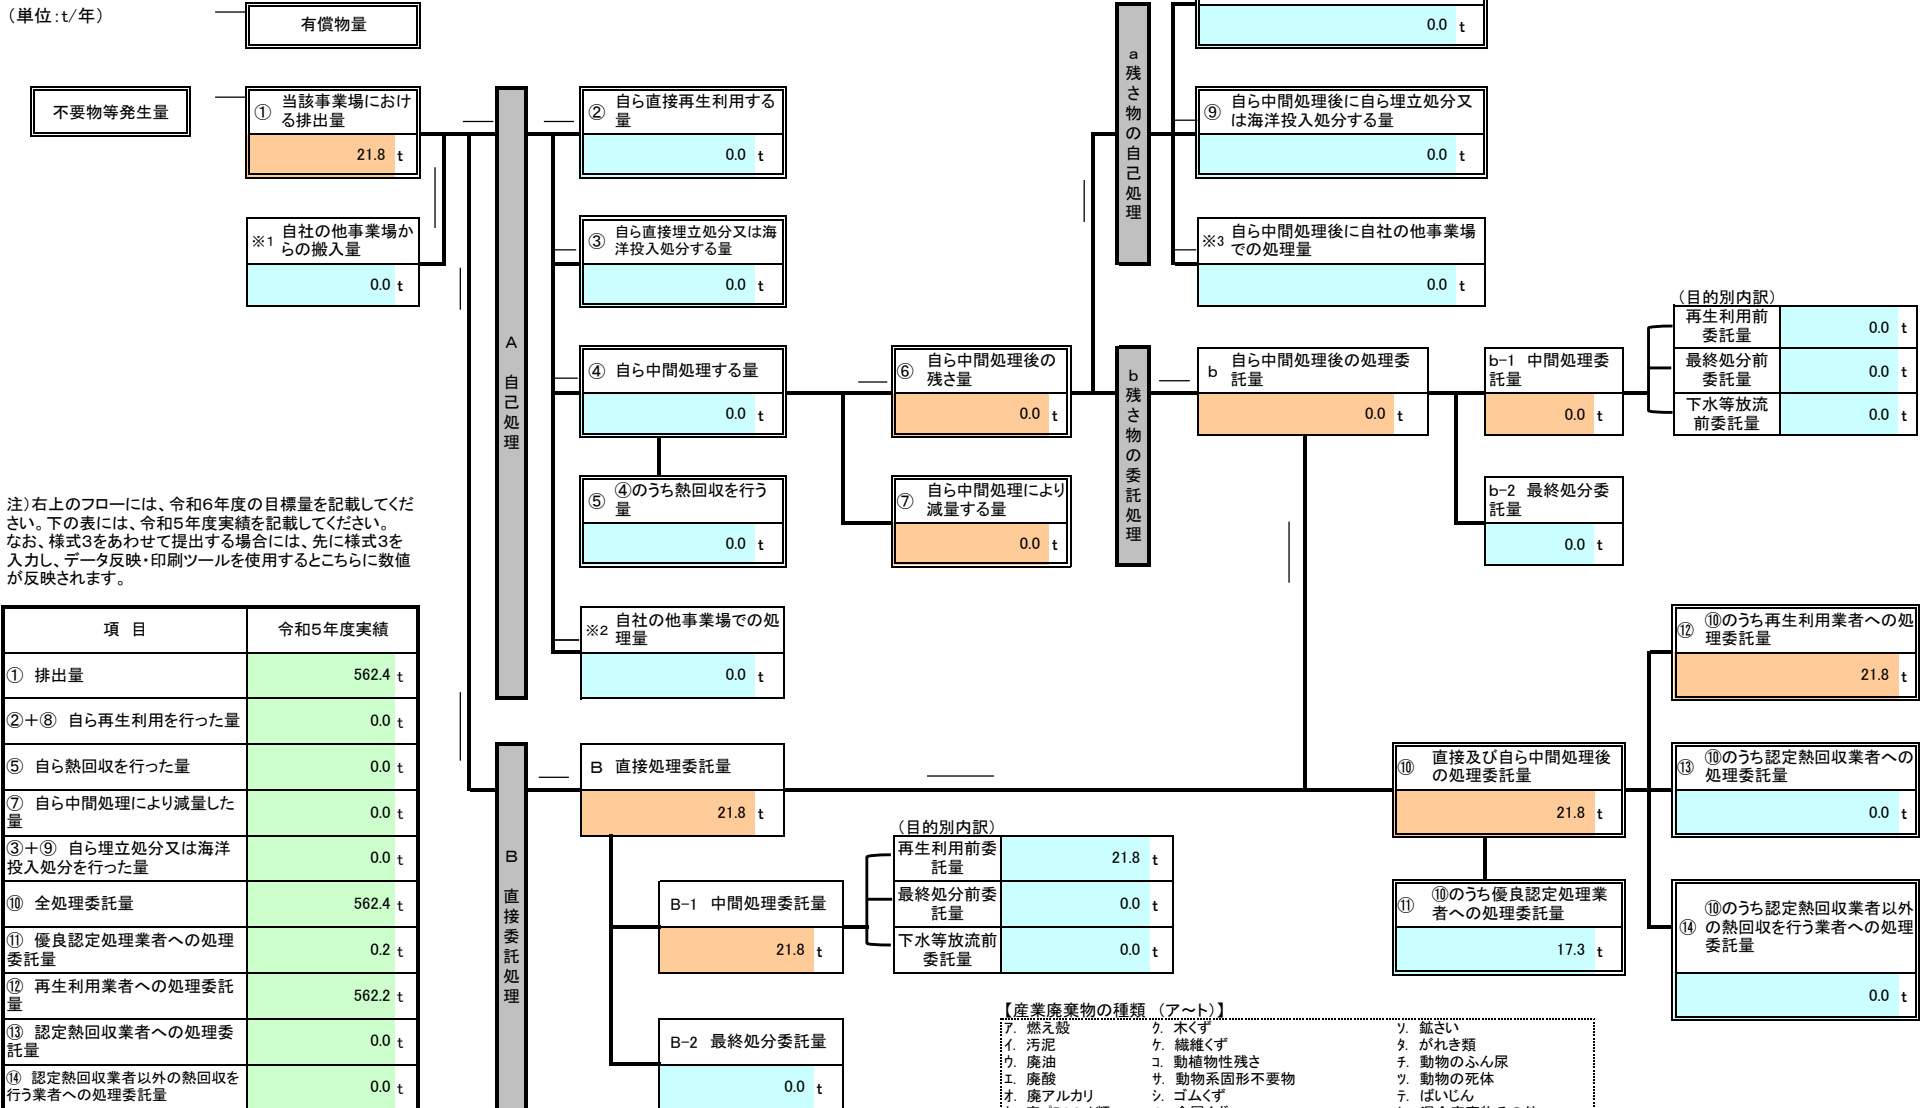 （単位：ｔ/年）
有償物量
0.0 t
不要物等発生量
① 当該事業場におけ
る排出量
21.8 t
② 自ら直接再生利用する
量
0.0 t
a 残さ物の自己処理
⑨ 自ら中間処理後に自ら埋立処分又
は海洋投入処分する量
0.0 t
※1 自社の他事業場か
らの搬入量
0.0 t
③ 自ら直接埋立処分又は海
洋投入処分する量
0.0 t
※3 自ら中間処理後に自社の他事業場
での処理量
0.0 t
A 自己処理
④ 自ら中間処理する量
0.0 t
⑥ 自ら中間処理後の
残さ量
0.0 t
b 残さ物の委託処理
b 自ら中間処理後の処理委
託量
0.0 t
b-1 中間処理委
託量
0.0 t
（目的別内訳）
再生利用前
委託量
0.0 t
最終処分前
委託量
0.0 t
下水等放流
前委託量
0.0 t
⑤ ④のうち熱回収を行う
量
0.0 t
⑦ 自ら中間処理により
減量する量
0.0 t
b-2 最終処分委
託量
0.0 t
注）右上のフローには、令和６年度の目標量を記載してくだ
さい。下の表には、令和５年度実績を記載してください。
なお、様式３をあわせて提出する場合には、先に様式３を
入力し、データ反映・印刷ツールを使用するとこちらに数値
が反映されます。
※2 自社の他事業場での処
理量
0.0 t
項 目 令和５年度実績
① 排出量 562.4 t
②＋⑧ 自ら再生利用を行った量 0.0 t
⑤ 自ら熱回収を行った量 0.0 t
⑦ 自ら中間処理により減量した
量 0.0 t
③＋⑨ 自ら埋立処分又は海洋
投入処分を行った量 0.0 t
⑩ 全処理委託量 562.4 t
⑪ 優良認定処理業者への処理
委託量 0.2 t
⑫ 再生利用業者への処理委託
量 562.2 t
⑬ 認定熱回収業者への処理委
託量 0.0 t
⑭ 認定熱回収業者以外の熱回収を
行う業者への処理委託量 0.0 t
B 直接委託処理
B 直接処理委託量
21.8 t
B-1 中間処理委託量
21.8 t
（目的別内訳）
再生利用前委
託量
21.8 t
最終処分前委
託量
0.0 t
下水等放流前
委託量
0.0 t
B-2 最終処分委託量
0.0 t
⑩ 直接及び自ら中間処理後
の処理委託量
21.8 t
⑪ ⑩のうち優良認定処理業
者への処理委託量
17.3 t
⑫ ⑩のうち再生利用業者への処
理委託量
21.8 t
⑬ ⑩のうち認定熱回収業者への
処理委託量
0.0 t
⑭ ⑩のうち認定熱回収業者以外
の熱回収を行う業者への処理
委託量
0.0 t
【産業廃棄物の種類 （ア～ト）】
ｱ. 燃え殻 ｸ. 木くず ｿ. 鉱さい
ｲ. 汚泥 ｹ. 繊維くず ﾀ. がれき類
ｳ. 廃油 ｺ. 動植物性残さ ﾁ. 動物のふん尿
ｴ. 廃酸 ｻ. 動物系固形不要物 ﾂ. 動物の死体
ｵ. 廃アルカリ ｼ. ゴムくず ﾃ. ばいじん